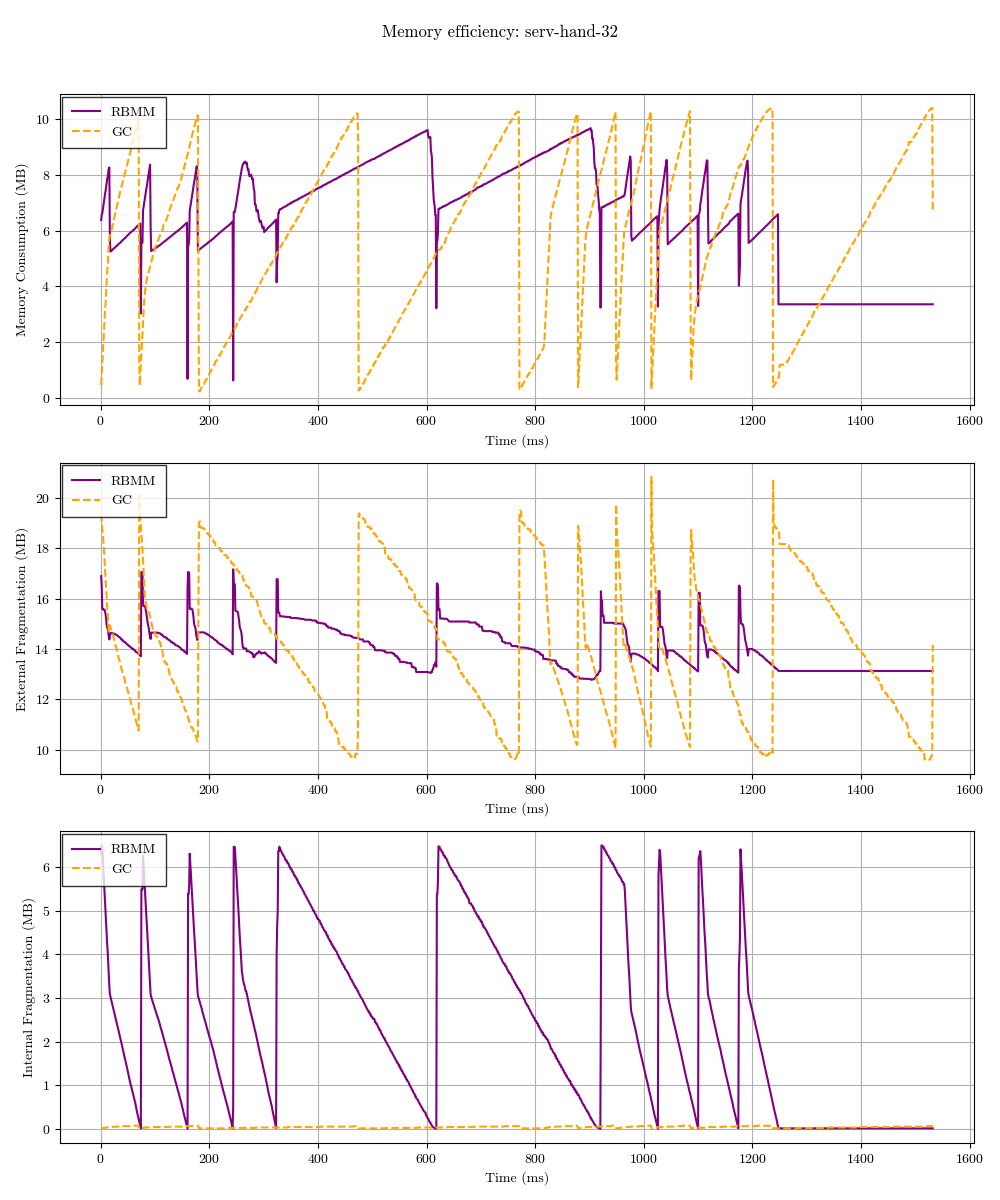 Memory efficiency: serv-hand-32
RBMM
GC
Memory Consumption (MB)
10
8
6
4
2
0
0 200 400 600 800 1000 1200 1400 1600
Time (ms)
RBMM
GC
External Fragmentation (MB)
20
18
16
14
12
10
0 200 400 600 800 1000 1200 1400 1600
Time (ms)
RBMM
GC
Internal Fragmentation (MB)
6
5
4
3
2
1
0
0 200 400 600 800 1000 1200 1400 1600
Time (ms)